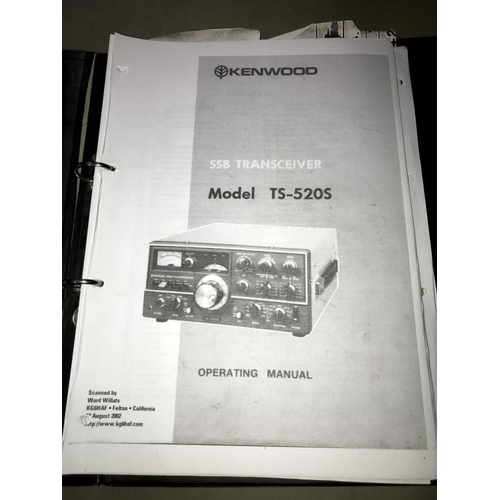 KENWOOD
SSB TRANSCEIVER
Model TS-520S
OPERATING MANUAL
Scanned by
Ward Willats
KG6HAF • Felton • California
August 2002
http://www.kg6haf.com